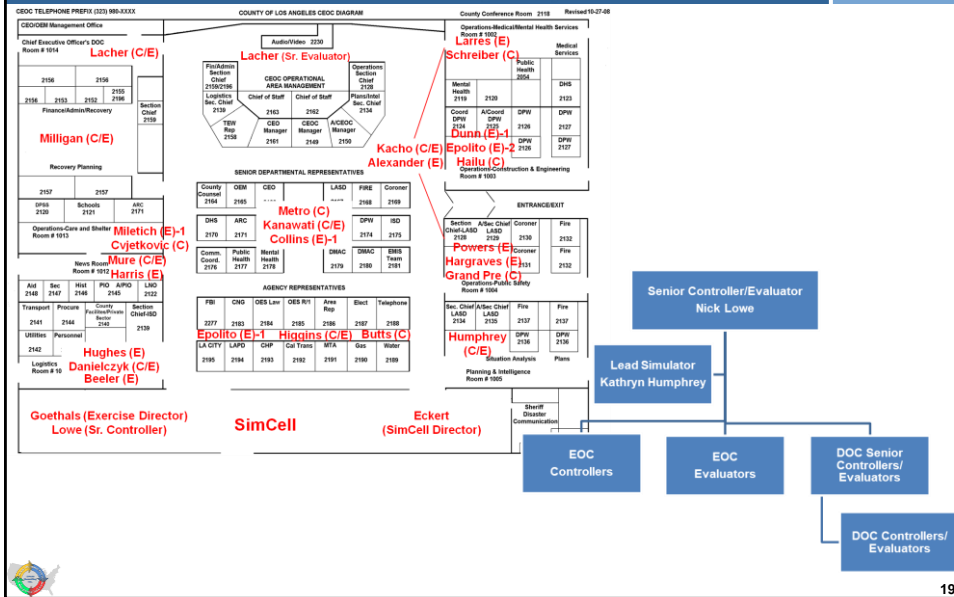 CEOC TELEPHONE PREFIX (323) 980-XXXX
COUNTY OF LOS ANGELES CEOC DIAGRAM
County Conference Room 2118
Revised 10-27-08
CEO/OEM Management Office
Chief Executive Officer's DOC
Room # 1014
Lacher (C/E)
2156 2156
2156 2153 2152 2155
2196
Section
Chief
2159
Finance/Admin/Recovery
Milligan (C/E)
Recovery Planning
2157 2157
DPSS
2120
Schools
2121
ARC
2171
Operations-Care and Shelter
Room # 1013
Miletich (E)-1
Cvjetkovic (C)
Mure (C/E)
Harris (E)
News Room
Room # 1012
Aid
2148
Sec
2147
Hist
2146
PIO A/PIO
2145
LNO
2122
Transport
2141
Procure
2144
County
Facilities/Private
Sector
2140
Section
Chief-ISD
2139
Utilities
2142
Personnel
Hughes (E)
Danielczyk (C/E)
Beeler (E)
Logistics
Room # 10
Audio/Video 2230
Lacher (Sr. Evaluator)
Fin/Admin
Section
Chief
2159/2196
CEOC OPERATIONAL
AREA MANAGEMENT
Operations
Section
Chief
2128
Logistics
Sec. Chief
2139
Chief of Staff
2163
Chief of Staff
2162
Plans/Intel
Sec. Chief
2134
TEW
Rep
2158
CEO
Manager
2161
CEOC
Manager
2149
A/CEOC
Manager
2150
SENIOR DEPARTMENTAL REPRESENTATIVES
County
Counsel
2164
OEM
2165
CEO
LASD
FIRE
2168
Coroner
2169
DHS
2170
ARC
2171
Metro (C)
Kanawati (C/E)
Collins (E)-1
DPW
2174
ISD
2175
Comm.
Coord.
2176
Public
Health
2177
Mental
Health
2178
DMAC
2179
DMAC
2180
EMIS
Team
2181
AGENCY REPRESENTATIVES
FBI
2277
CNG
2183
OES Law
2184
OES R/I
2185
Area
Rep
2186
Elect
2187
Telephone
2188
Epolito (E)-1
Higgins (C/E)
Butts (C)
LA CITY
2195
LAPD
2194
CHP
2193
Cal Trans
2192
MTA
2191
Gas
2190
Water
2189
Operations-Medical/Mental Health Services
Room # 1002
Larres (E)
Schreiber (C)
Medical
Services
Public
Health
2054
Mental
Health
2119
2120
DHS
2123
Coord
DPW
2124
A/Coord
DPW
2125
DPW
2126
DPW
2127
DPW
2126
DPW
2127
Dunn (E)-1
Kacho (C/E)
Epolito (E)-2
Alexander (E)
Hailu (C)
Operations-Construction & Engineering
Room # 1003
ENTRANCE/EXIT
Section
Chief-LASD
2128
A/Sec Chief
LASD
2129
Coroner
2130
Fire
2132
Coroner
2131
Fire
2132
Powers (E)
Hargraves (E)
Grand Pre (C)
Operations-Public Safety
Room # 1004
Sec. Chief
LASD
2134
A/Sec Chief
LASD
2135
Fire
2137
Fire
2137
DPW
2136
DPW
2136
Humphrey
(C/E)
Situation Analysis
Plans
Planning & Intelligence
Room # 1005
Sheriff
Disaster
Communication
Goethals (Exercise Director)
Lowe (Sr. Controller)
SimCell
Eckert
(SimCell Director)
Senior Controller/Evaluator
Nick Lowe
Lead Simulator
Kathryn Humphrey
EOC
Controllers
EOC
Evaluators
DOC Senior
Controllers/
Evaluators
DOC Controllers/
Evaluators
19